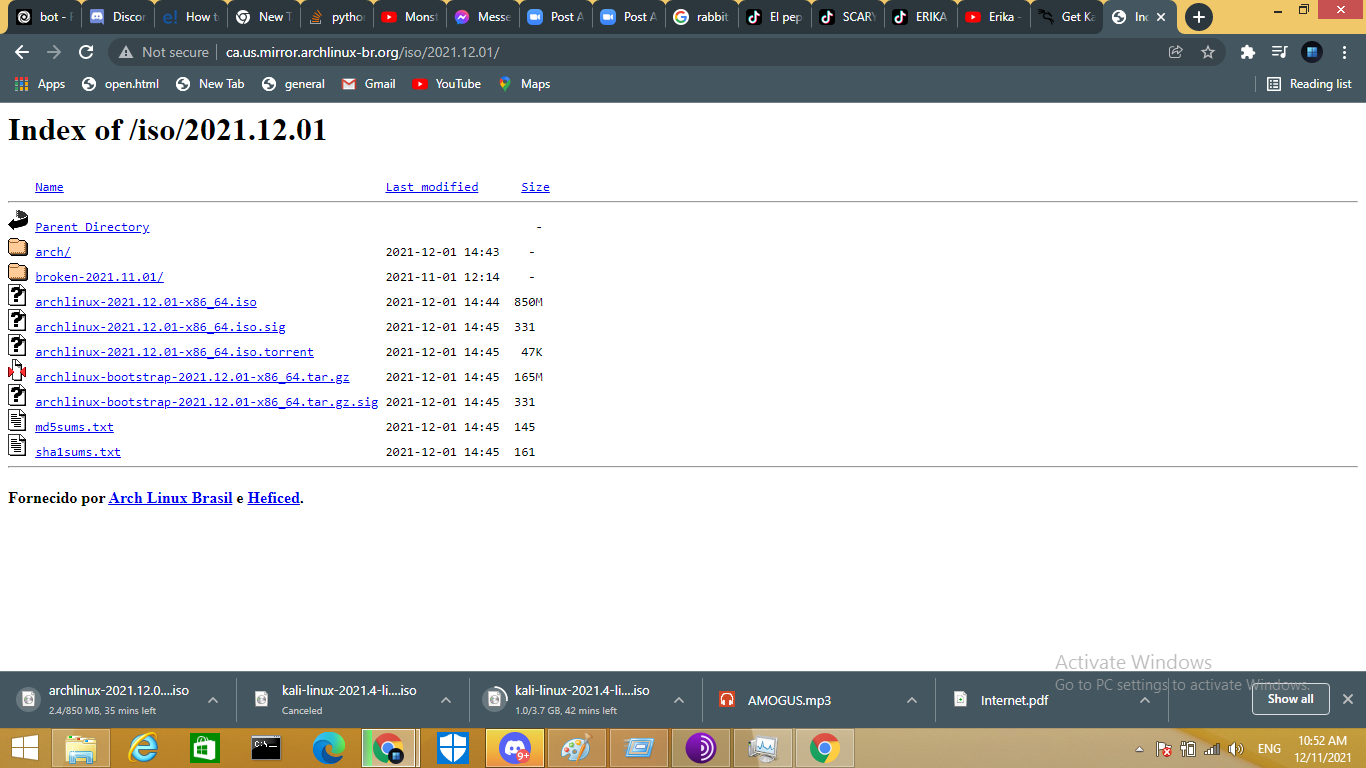 bot - F
Discor
How t
New T
pytho
Monst
Messe
Post A
Post A
rabbit
El pep
SCARY
ERIKA
Erika -
Get Ka
Inc
Not secure
ca.us.mirror.archlinux-br.org/iso/2021.12.01/
Apps
open.html
New Tab
general
Gmail
YouTube
Maps
Reading list
Index of /iso/2021.12.01
Name Last modified Size
Parent Directory -
arch/ 2021-12-01 14:43 -
broken-2021.11.01/ 2021-11-01 12:14 -
archlinux-2021.12.01-x86_64.iso 2021-12-01 14:44 850M
archlinux-2021.12.01-x86_64.iso.sig 2021-12-01 14:45 331
archlinux-2021.12.01-x86_64.iso.torrent 2021-12-01 14:45 47K
archlinux-bootstrap-2021.12.01-x86_64.tar.gz 2021-12-01 14:45 165M
archlinux-bootstrap-2021.12.01-x86_64.tar.gz.sig 2021-12-01 14:45 331
md5sums.txt 2021-12-01 14:45 145
sha1sums.txt 2021-12-01 14:45 161
Fornecido por Arch Linux Brasil e Heficed.
Activate Windows
Go to PC settings to activate Windows.
archlinux-2021.12.0....iso
2.4/850 MB, 35 mins left
kali-linux-2021.4-li....iso
Canceled
kali-linux-2021.4-li....iso
1.0/3.7 GB, 42 mins left
AMOGUS.mp3
Internet.pdf
Show all
C:\_
9+
ENG
10:52 AM
12/11/2021